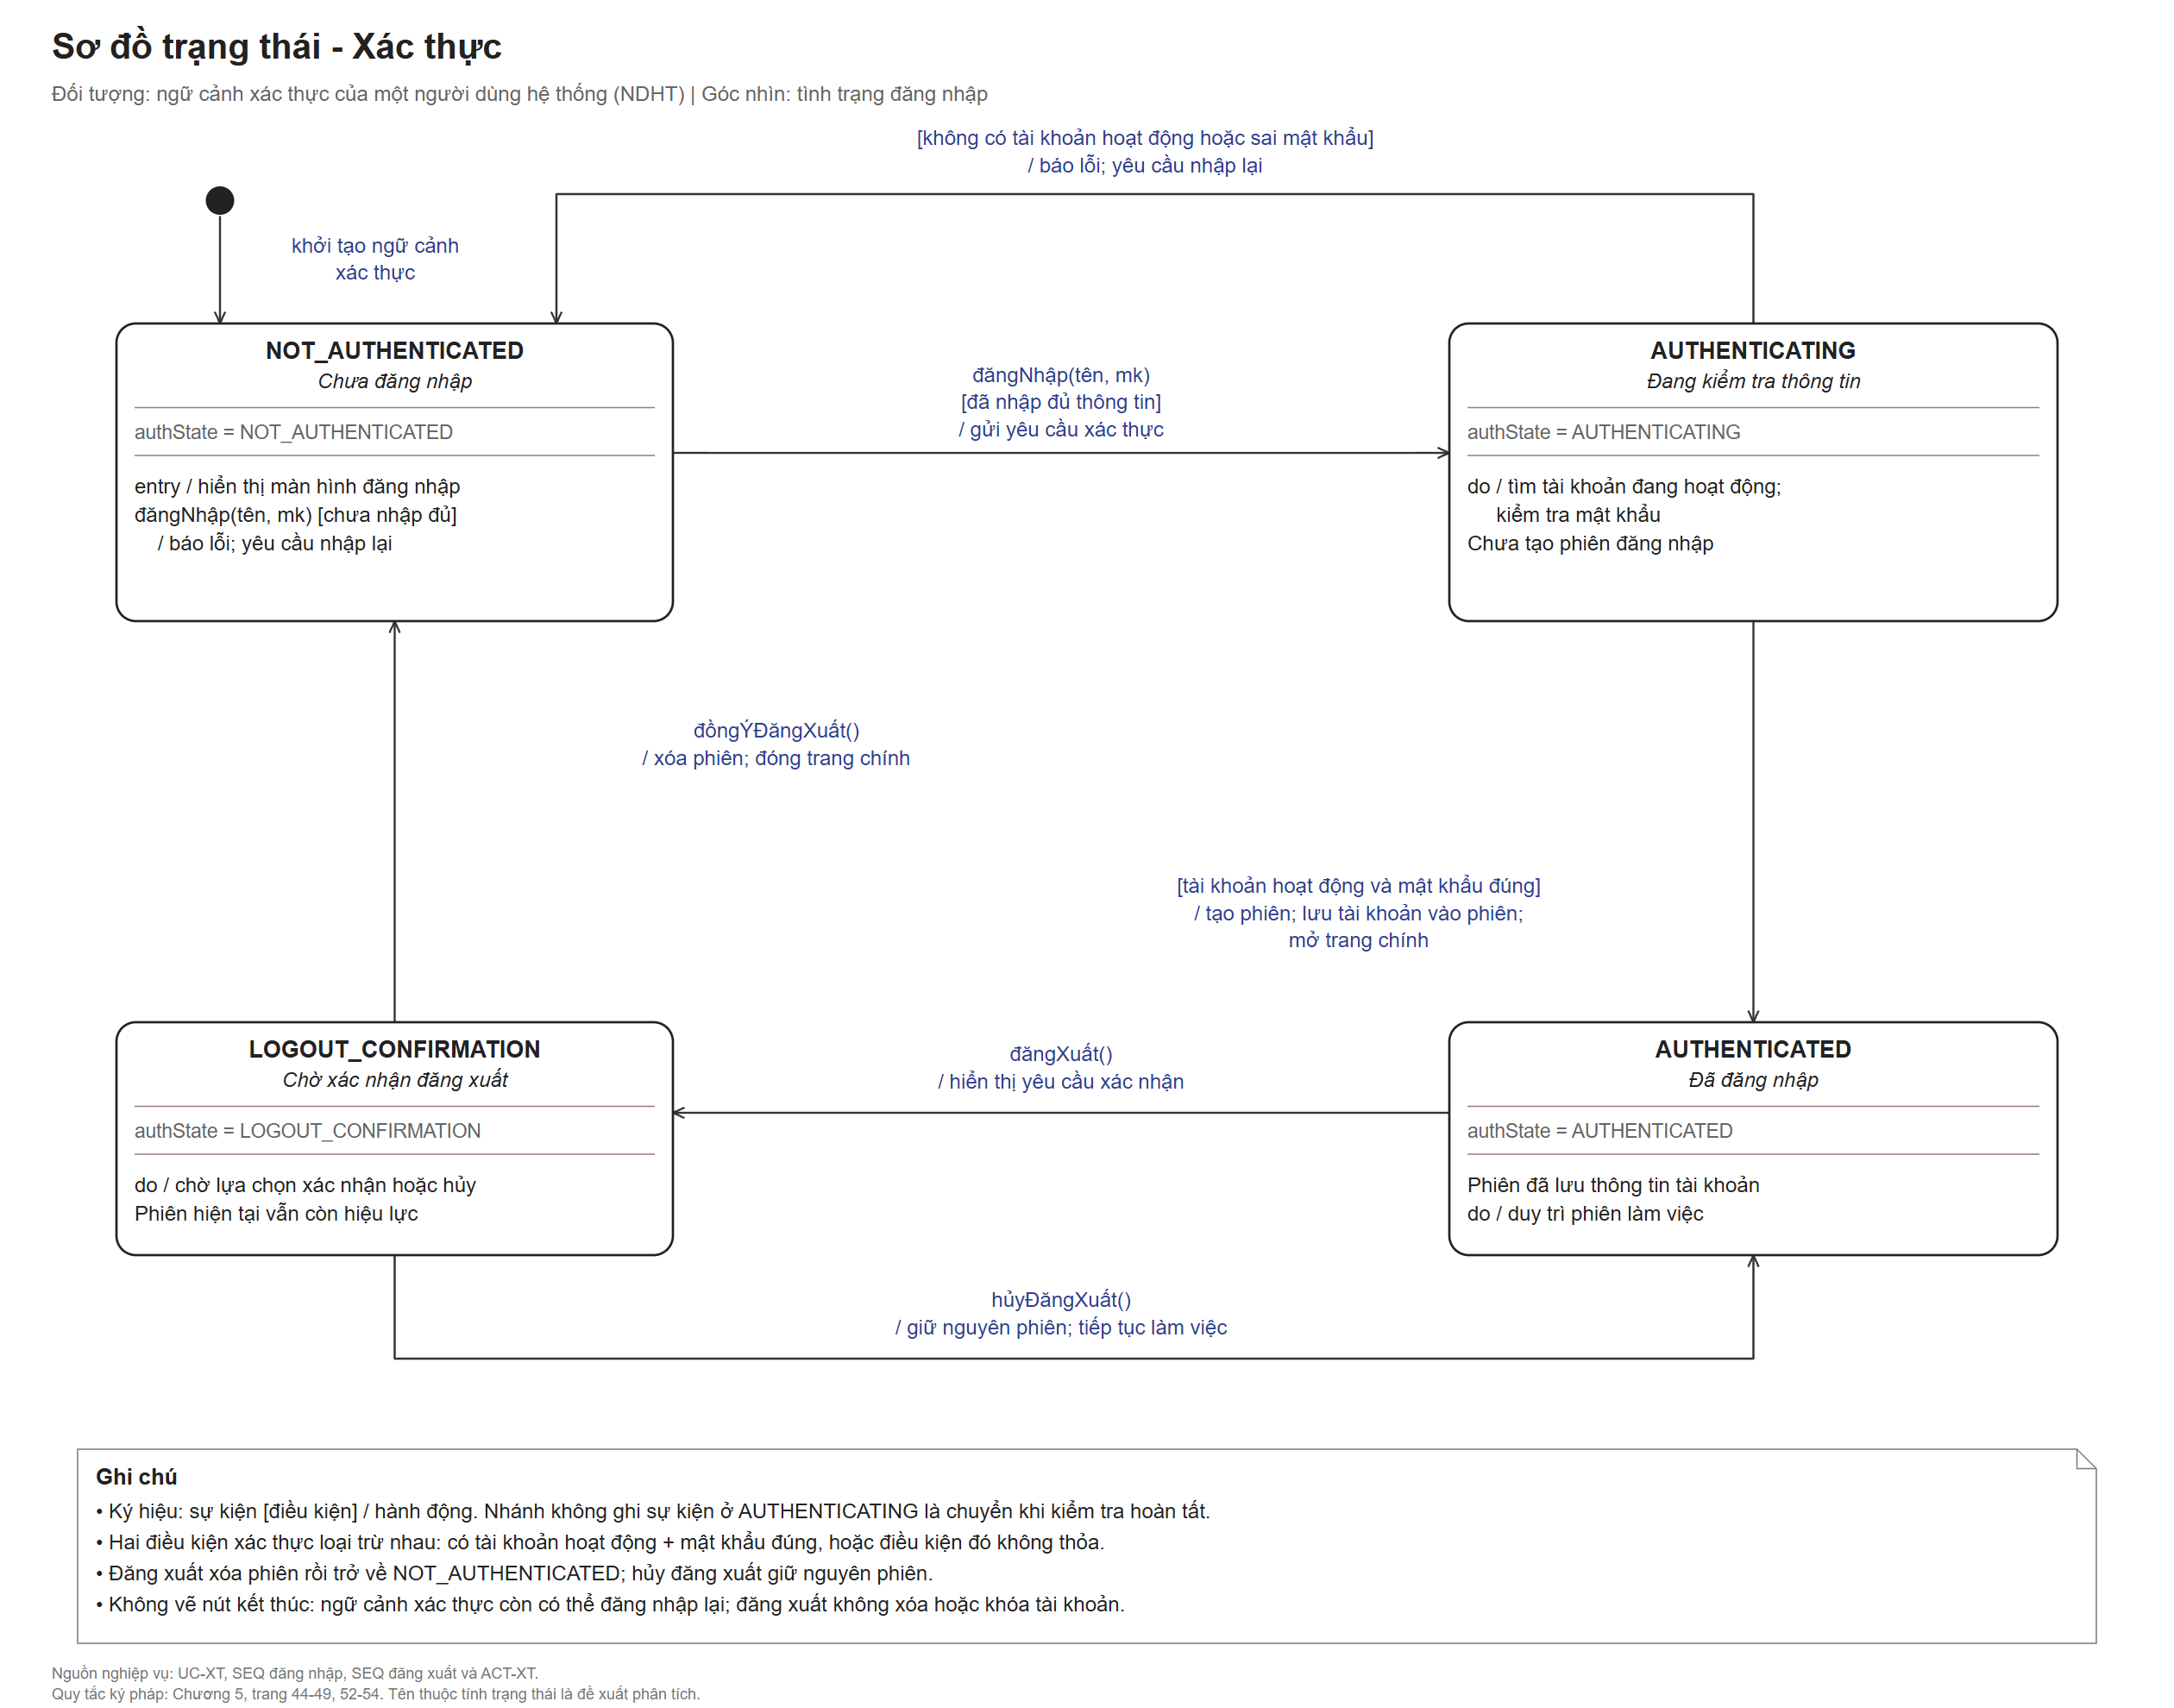 Sơ đồ trạng thái - Xác thực
Đối tượng: ngữ cảnh xác thực của một người dùng hệ thống (NDHT) | Góc nhìn: tình trạng đăng nhập
[không có tài khoản hoạt động hoặc sai mật khẩu]
/ báo lỗi; yêu cầu nhập lại
khởi tạo ngữ cảnh
xác thực
NOT_AUTHENTICATED
Chưa đăng nhập
authState = NOT_AUTHENTICATED
entry / hiển thị màn hình đăng nhập
đăngNhập(tên, mk) [chưa nhập đủ]
/ báo lỗi; yêu cầu nhập lại
đăngNhập(tên, mk)
[đã nhập đủ thông tin]
/ gửi yêu cầu xác thực
AUTHENTICATING
Đang kiểm tra thông tin
authState = AUTHENTICATING
do / tìm tài khoản đang hoạt động;
kiểm tra mật khẩu
Chưa tạo phiên đăng nhập
đồngÝĐăngXuất()
/ xóa phiên; đóng trang chính
[tài khoản hoạt động và mật khẩu đúng]
/ tạo phiên; lưu tài khoản vào phiên;
mở trang chính
LOGOUT_CONFIRMATION
Chờ xác nhận đăng xuất
authState = LOGOUT_CONFIRMATION
do / chờ lựa chọn xác nhận hoặc hủy
Phiên hiện tại vẫn còn hiệu lực
đăngXuất()
/ hiển thị yêu cầu xác nhận
AUTHENTICATED
Đã đăng nhập
authState = AUTHENTICATED
Phiên đã lưu thông tin tài khoản
do / duy trì phiên làm việc
hủyĐăngXuất()
/ giữ nguyên phiên; tiếp tục làm việc
Ghi chú
• Ký hiệu: sự kiện [điều kiện] / hành động. Nhánh không ghi sự kiện ở AUTHENTICATING là chuyển khi kiểm tra hoàn tất.
• Hai điều kiện xác thực loại trừ nhau: có tài khoản hoạt động + mật khẩu đúng, hoặc điều kiện đó không thỏa.
• Đăng xuất xóa phiên rồi trở về NOT_AUTHENTICATED; hủy đăng xuất giữ nguyên phiên.
• Không vẽ nút kết thúc: ngữ cảnh xác thực còn có thể đăng nhập lại; đăng xuất không xóa hoặc khóa tài khoản.
Nguồn nghiệp vụ: UC-XT, SEQ đăng nhập, SEQ đăng xuất và ACT-XT.
Quy tắc ký pháp: Chương 5, trang 44-49, 52-54. Tên thuộc tính trạng thái là đề xuất phân tích.